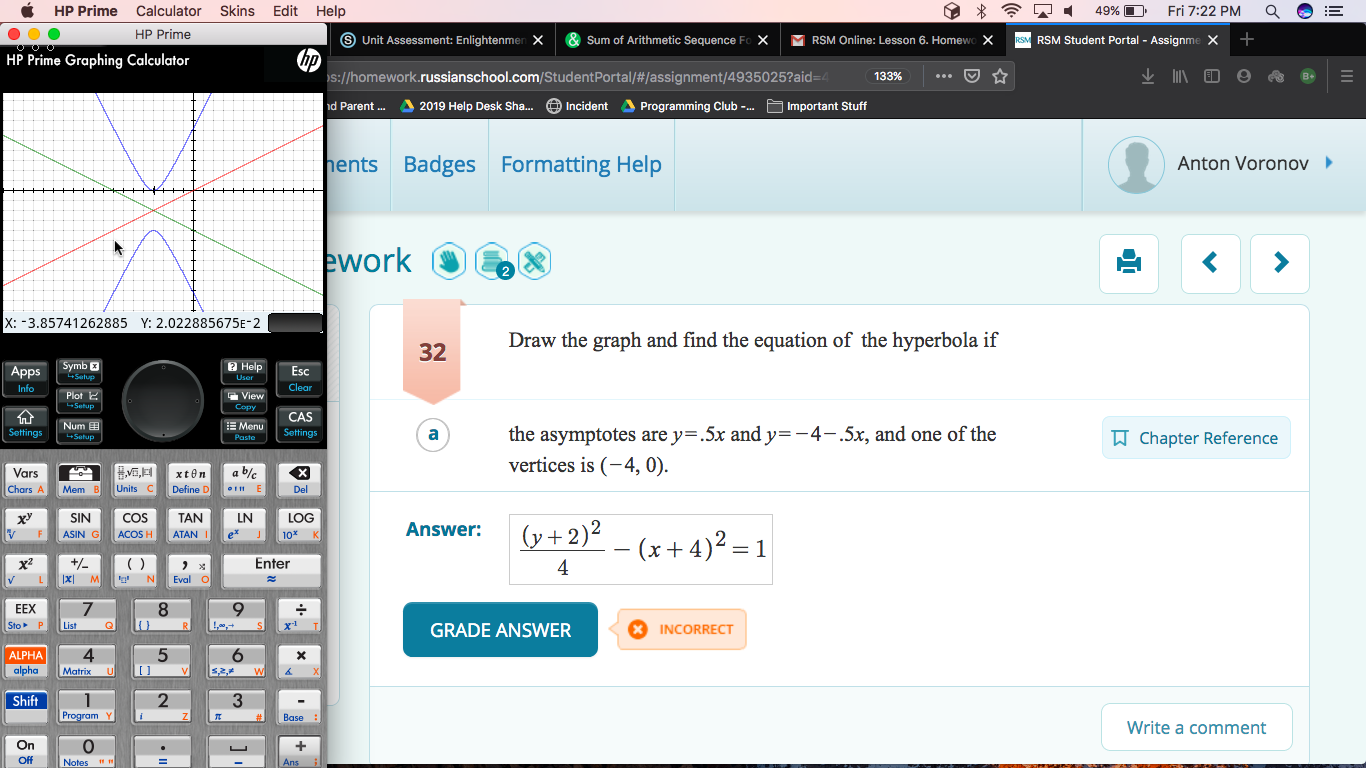 HP Prime Calculator Skins Edit Help 49% Fri 7:22 PM
HP Prime
Unit Assessment: Enlightenmen
Sum of Arithmetic Sequence Fo
RSM Online: Lesson 6. Homewo
RSM Student Portal - Assignme
HP Prime Graphing Calculator
hp
s://homework.russianschool.com/StudentPortal/#/assignment/4935025?aid=4
133%
nd Parent ... 2019 Help Desk Sha... Incident Programming Club -... Important Stuff
Badges Formatting Help
Anton Voronov
ework
2
X: -3.85741262885 Y: 2.022885675E-2
32
Draw the graph and find the equation of the hyperbola if
a
the asymptotes are y=.5x and y=−4−.5x, and one of the
vertices is (−4, 0).
Chapter Reference
Answer:
(y+2)²/4 − (x+4)² = 1
GRADE ANSWER
INCORRECT
Write a comment
Apps Info
Symb Setup
Help User
Esc Clear
Plot Setup
View Copy
Settings
Num Setup
Menu Paste
CAS Settings
Vars Chars A
Mem B
Units C
x t θ n Define D
a b/c E
Del
xʸ F
SIN ASIN G
COS ACOS H
TAN ATAN I
LN eˣ J
LOG 10ˣ K
x² √ L
+/- |x| M
( ) N
, Eval O
Enter ≈
EEX Sto▸ P
7 List Q
8 { } R
9 !,∞,→ S
÷ x⁻¹ T
ALPHA alpha
4 Matrix U
5 [ ] V
6 ≤,≥,≠ W
× ∡ X
Shift
1 Program Y
2 i Z
3 π #
- Base :
On Off
0 Notes " "
. =
_
+ Ans ;